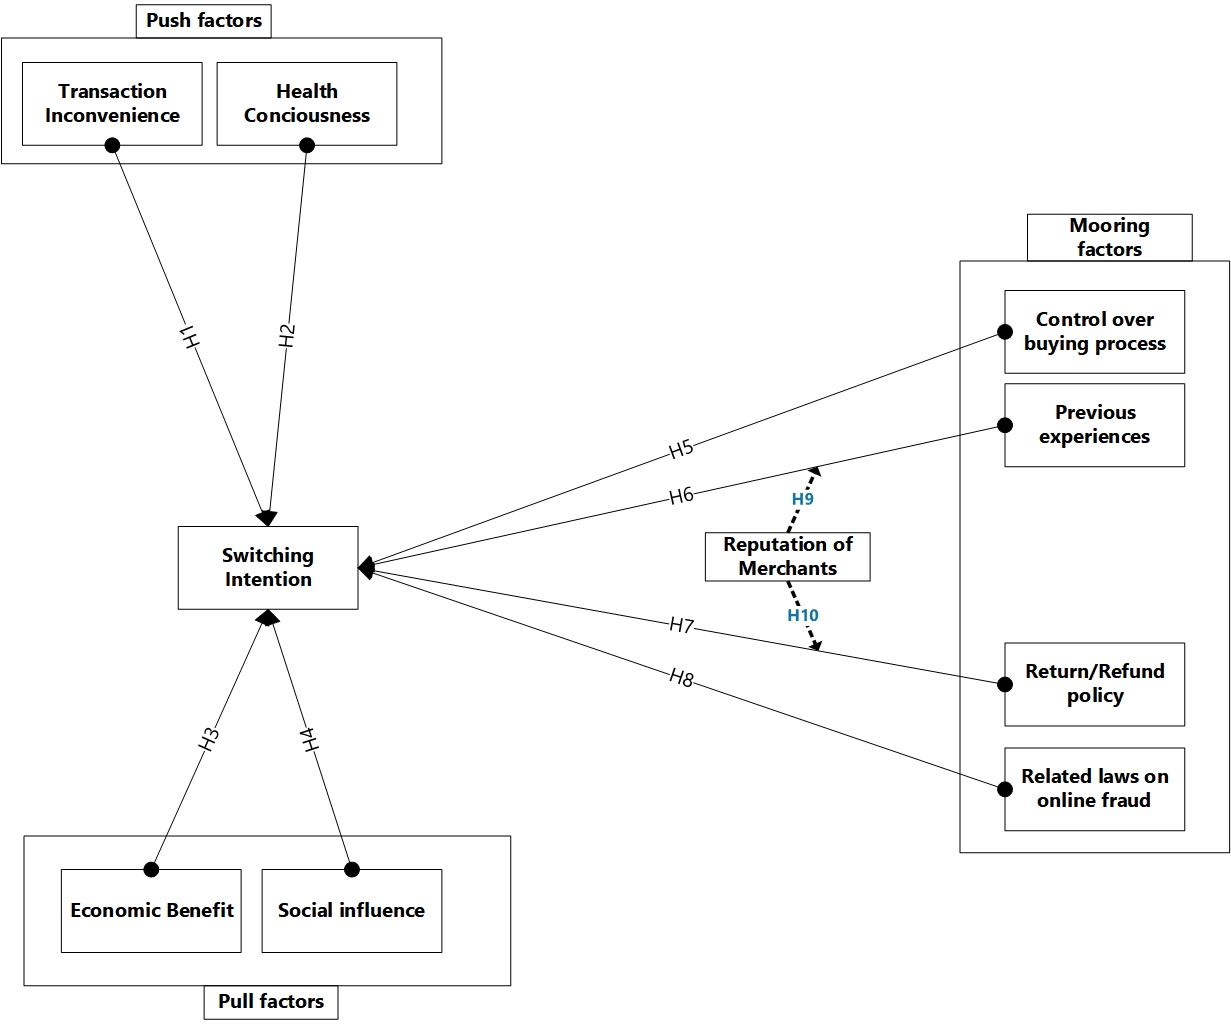 Push factors
Transaction
Inconvenience
Health
Conciousness
H1
H2
Mooring
factors
Control over
buying process
Previous
experiences
H5
H6
H9
Reputation of
Merchants
H10
Switching
Intention
H7
H8
Return/Refund
policy
Related laws on
online fraud
H3
H4
Economic Benefit
Social influence
Pull factors